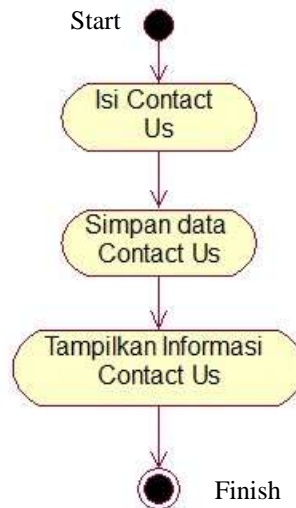 Start
Isi Contact
Us
Simpan data
Contact Us
Tampilkan Informasi
Contact Us
Finish